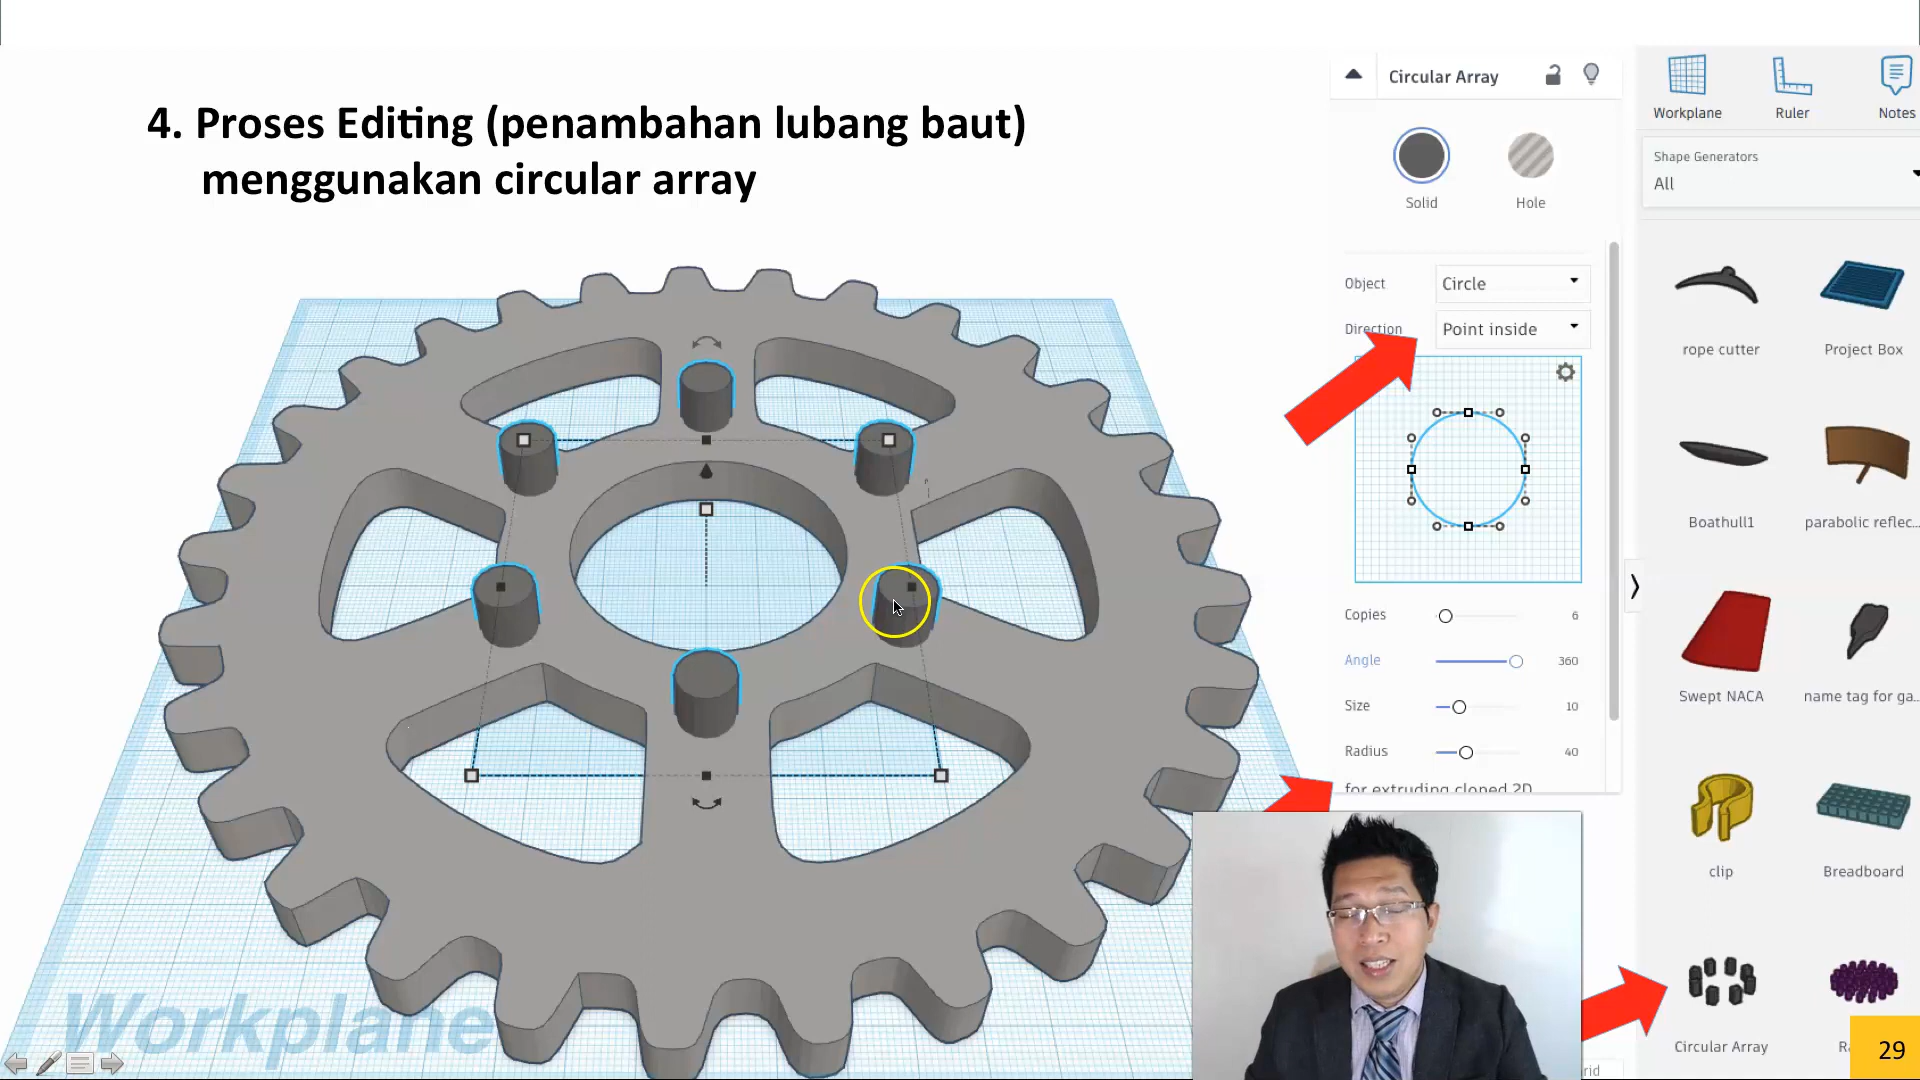 4. Proses Editing (penambahan lubang baut)
menggunakan circular array
Circular Array
Solid
Hole
Object
Circle
Direction
Point inside
Copies
6
Angle
360
Size
10
Radius
40
for extruding cloned 2D
Workplane
Ruler
Notes
Shape Generators
All
rope cutter
Project Box
Boathull1
parabolic reflec...
Swept NACA
name tag for ga...
clip
Breadboard
Circular Array
Workplane
29